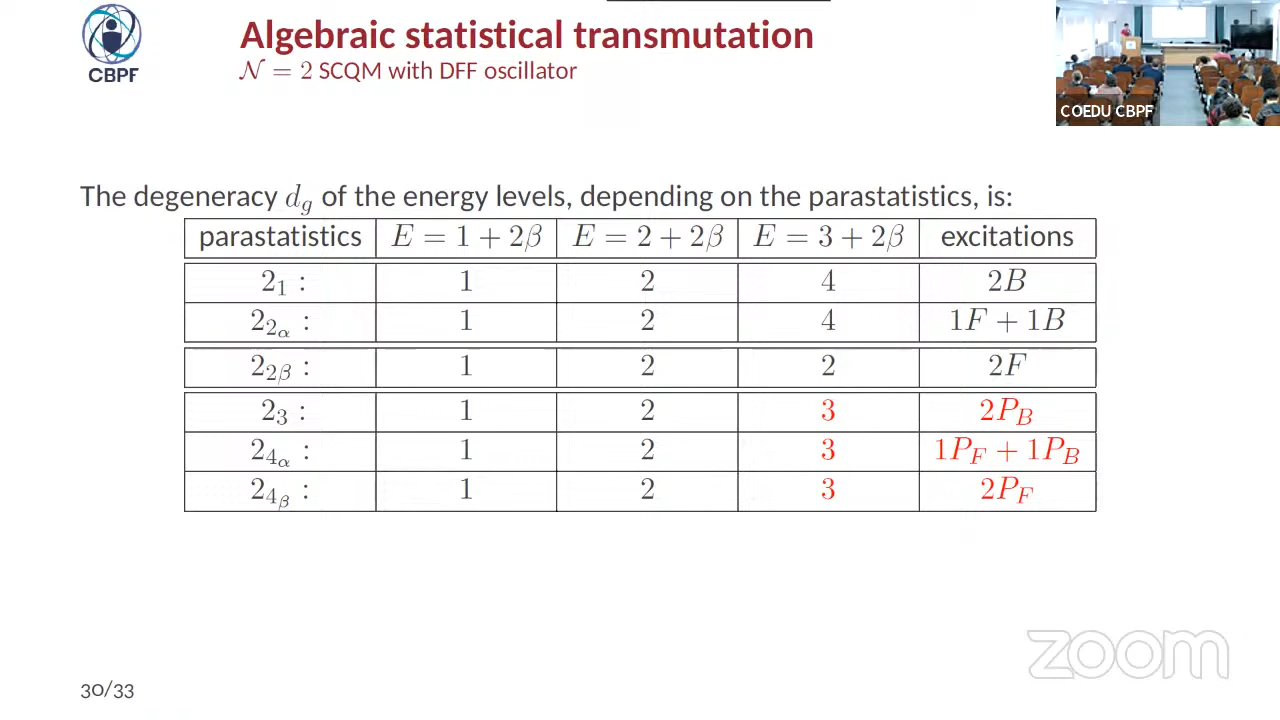 CBPF
Algebraic statistical transmutation
𝒩 = 2 SCQM with DFF oscillator
COEDU CBPF
The degeneracy d_g of the energy levels, depending on the parastatistics, is:
parastatistics E = 1 + 2β E = 2 + 2β E = 3 + 2β excitations
2_1 : 1 2 4 2B
2_{2_α} : 1 2 4 1F + 1B
2_{2β} : 1 2 2 2F
2_3 : 1 2 3 2P_B
2_{4_α} : 1 2 3 1P_F + 1P_B
2_{4_β} : 1 2 3 2P_F
zoom
30/33